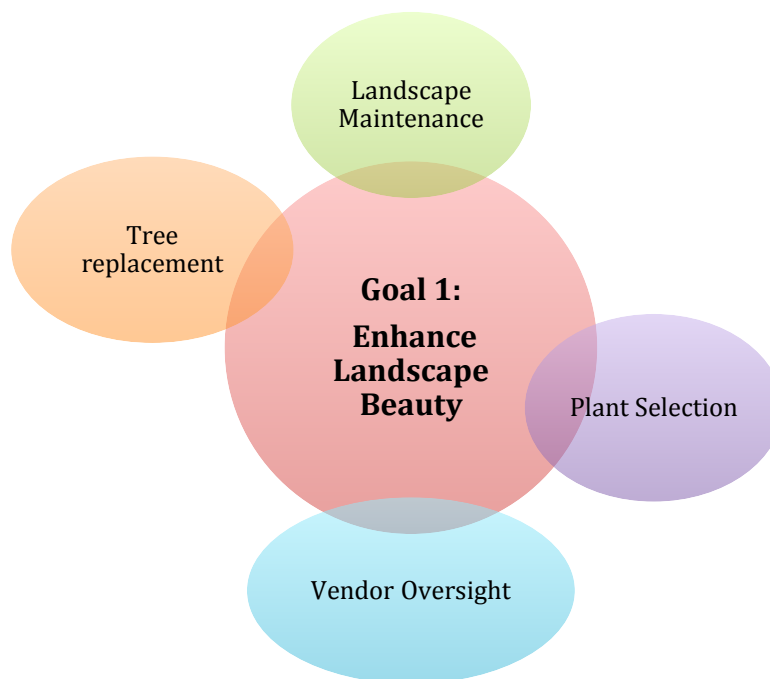 Landscape
Maintenance
Tree
replacement
Goal 1:
Enhance
Landscape
Beauty
Plant Selection
Vendor Oversight